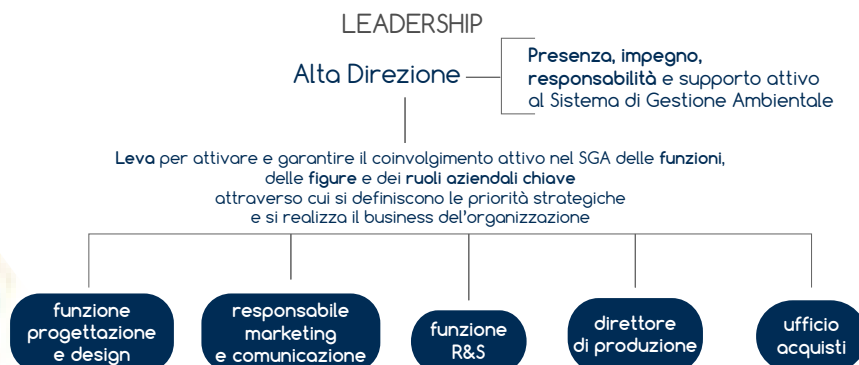 LEADERSHIP
Alta Direzione
Presenza, impegno,
responsabilità e supporto attivo
al Sistema di Gestione Ambientale
Leva per attivare e garantire il coinvolgimento attivo nel SGA delle funzioni,
delle figure e dei ruoli aziendali chiave
attraverso cui si definiscono le priorità strategiche
e si realizza il business del'organizzazione
funzione
progettazione
e design
responsabile
marketing
e comunicazione
funzione
R&S
direttore
di produzione
ufficio
acquisti